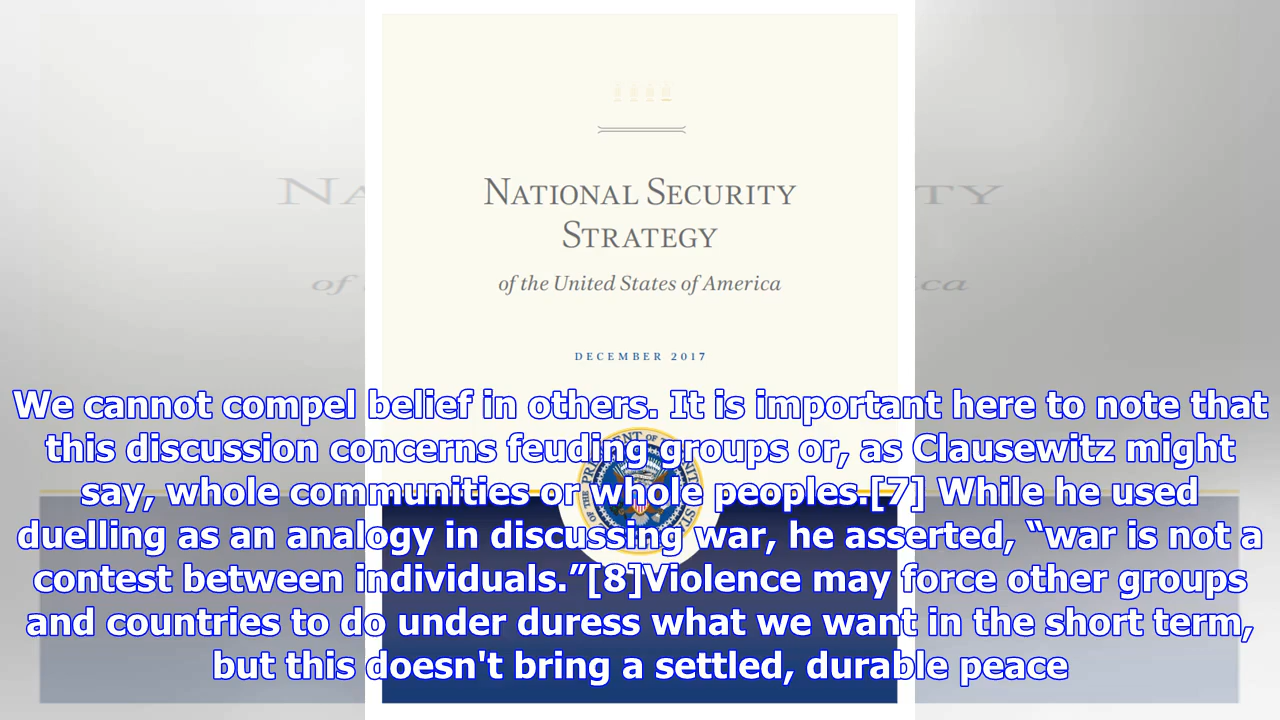 NATIONAL SECURITY
STRATEGY
of the United States of America
DECEMBER 2017
We cannot compel belief in others. It is important here to note that
this discussion concerns feuding groups or, as Clausewitz might
say, whole communities or whole peoples.[7] While he used
duelling as an analogy in discussing war, he asserted, “war is not a
contest between individuals.”[8]Violence may force other groups
and countries to do under duress what we want in the short term,
but this doesn't bring a settled, durable peace